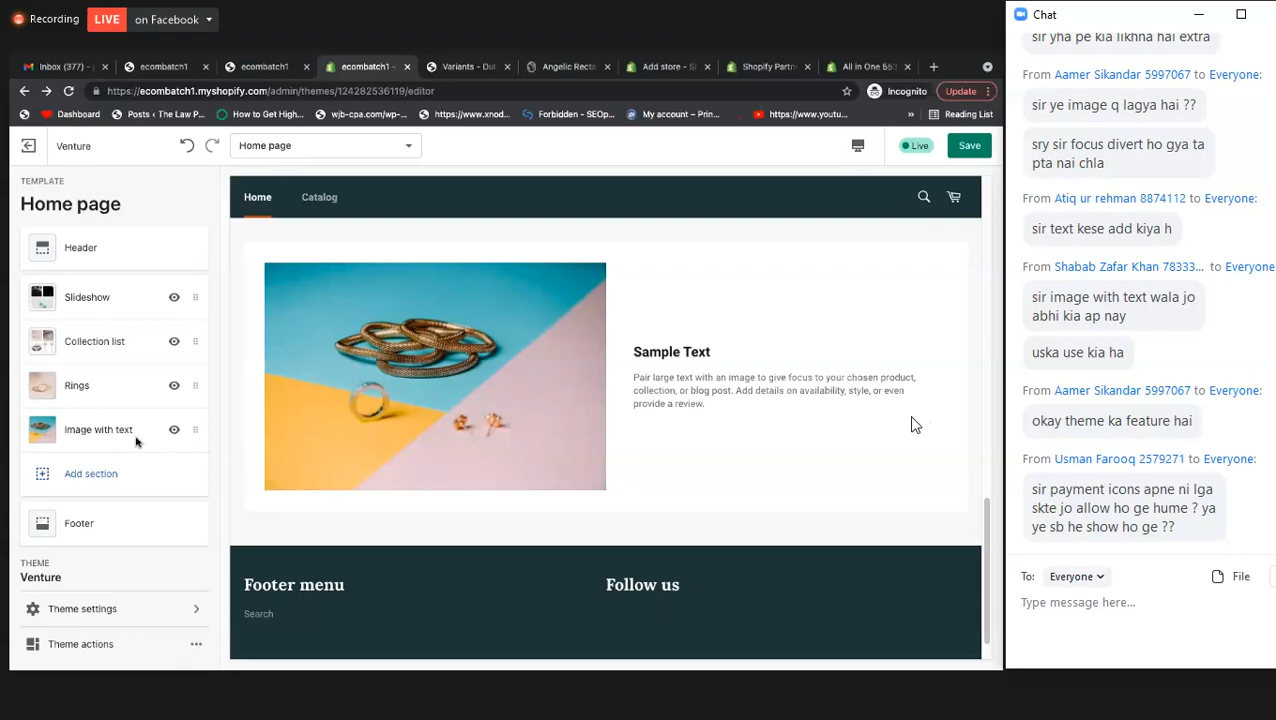 Recording LIVE on Facebook
Inbox (377) –
ecombatch1
ecombatch1
ecombatch1 -
Variants - Dul
Angelic Recta
Add store - S
Shopify Partn
All in One 55
https://ecombatch1.myshopify.com/admin/themes/124282536119/editor
Incognito
Update
Dashboard
Posts ‹ The Law P...
How to Get High...
wjb-cpa.com/wp-...
https://www.xnod...
Forbidden - SEOp...
My account – Prin...
https://www.youtu...
»
Reading List
Venture
Home page
Live
Save
TEMPLATE
Home page
Header
Slideshow
Collection list
Rings
Image with text
Add section
Footer
THEME
Venture
Theme settings
Theme actions
Home
Catalog
Sample Text
Pair large text with an image to give focus to your chosen product,
collection, or blog post. Add details on availability, style, or even
provide a review.
Footer menu
Follow us
Search
Chat
sir yha pe kia likhna hai extra
From Aamer Sikandar 5997067 to Everyone:
sir ye image q lagya hai ??
sry sir focus divert ho gya ta
pta nai chla
From Atiq ur rehman 8874112 to Everyone:
sir text kese add kiya h
From Shabab Zafar Khan 78333... to Everyone
sir image with text wala jo
abhi kia ap nay
uska use kia ha
From Aamer Sikandar 5997067 to Everyone:
okay theme ka feature hai
From Usman Farooq 2579271 to Everyone:
sir payment icons apne ni lga
skte jo allow ho ge hume ? ya
ye sb he show ho ge ??
To: Everyone
File
Type message here...